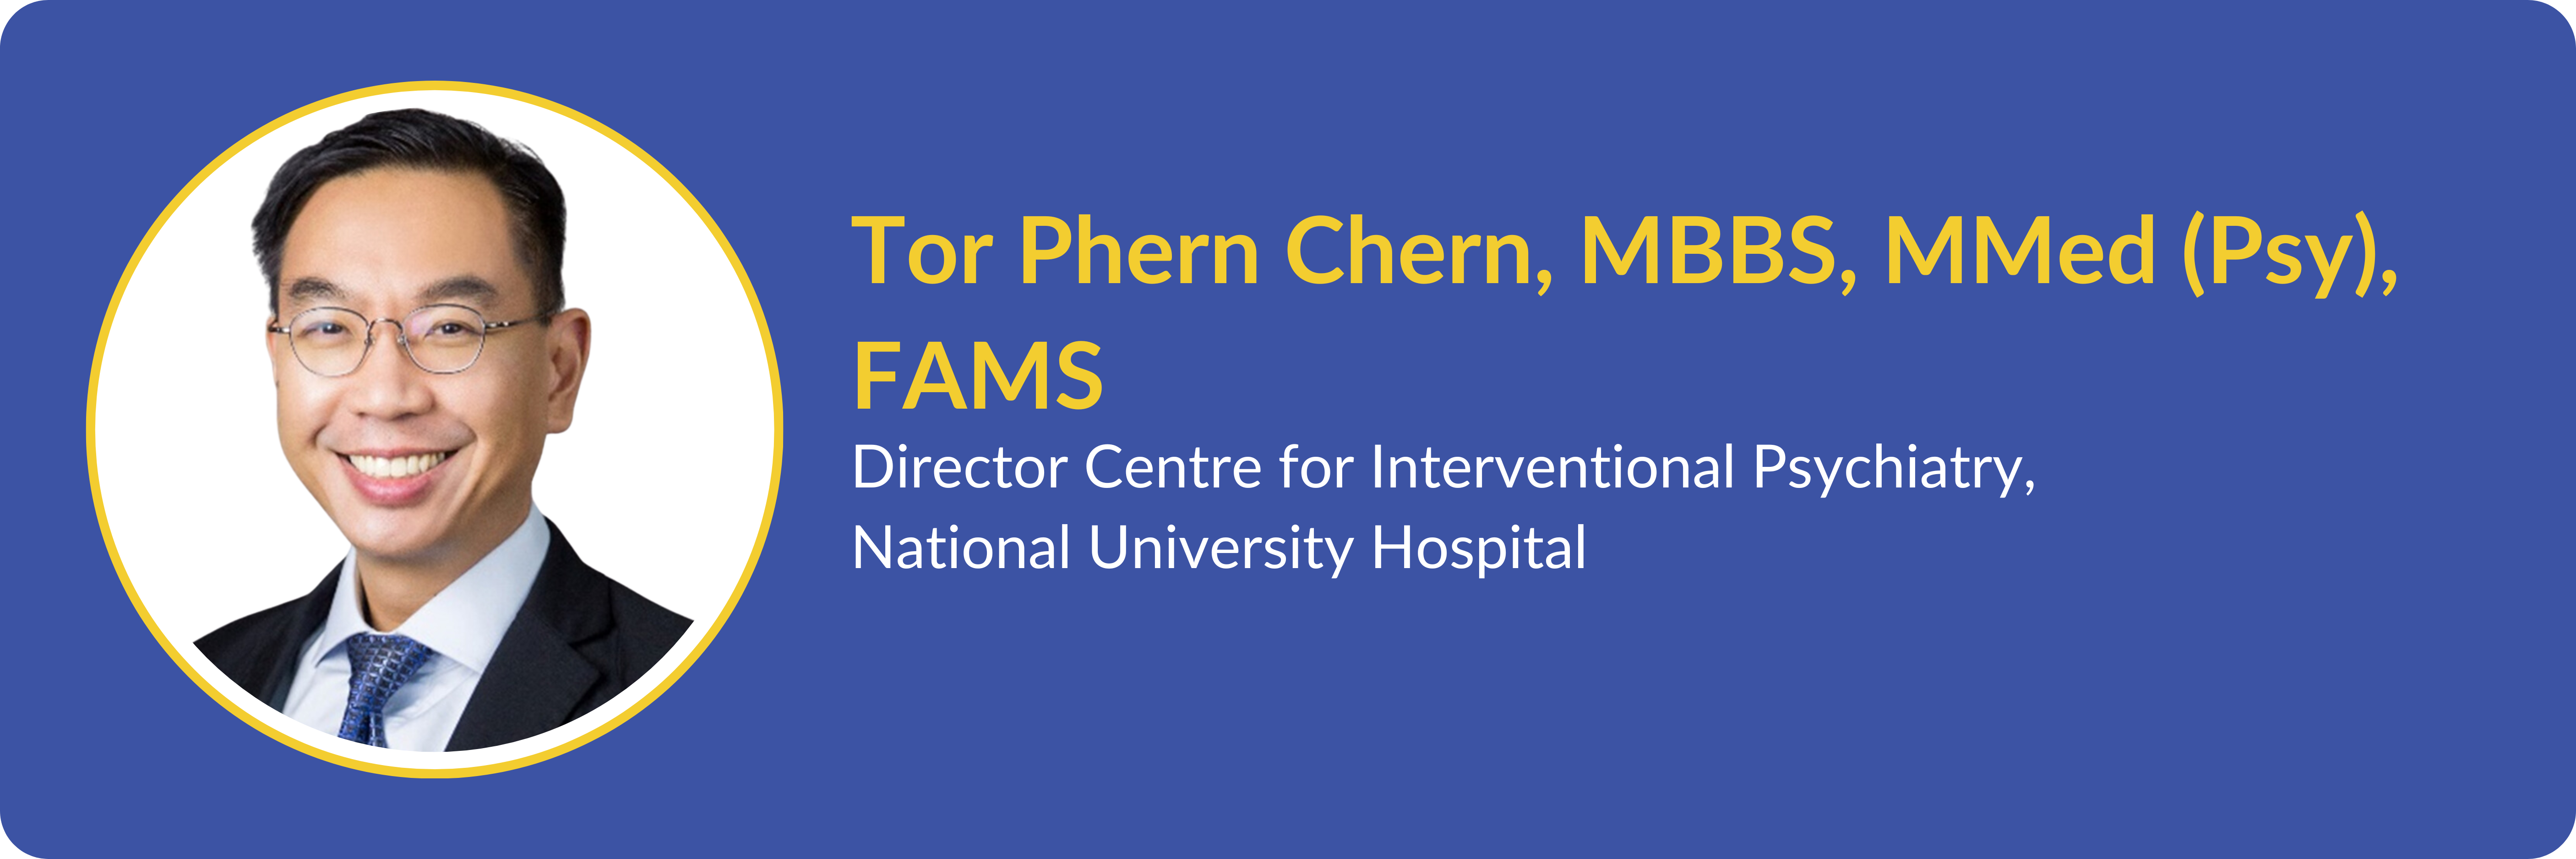 Tor Phern Chern, MBBS, MMed (Psy),
FAMS
Director Centre for Interventional Psychiatry,
National University Hospital